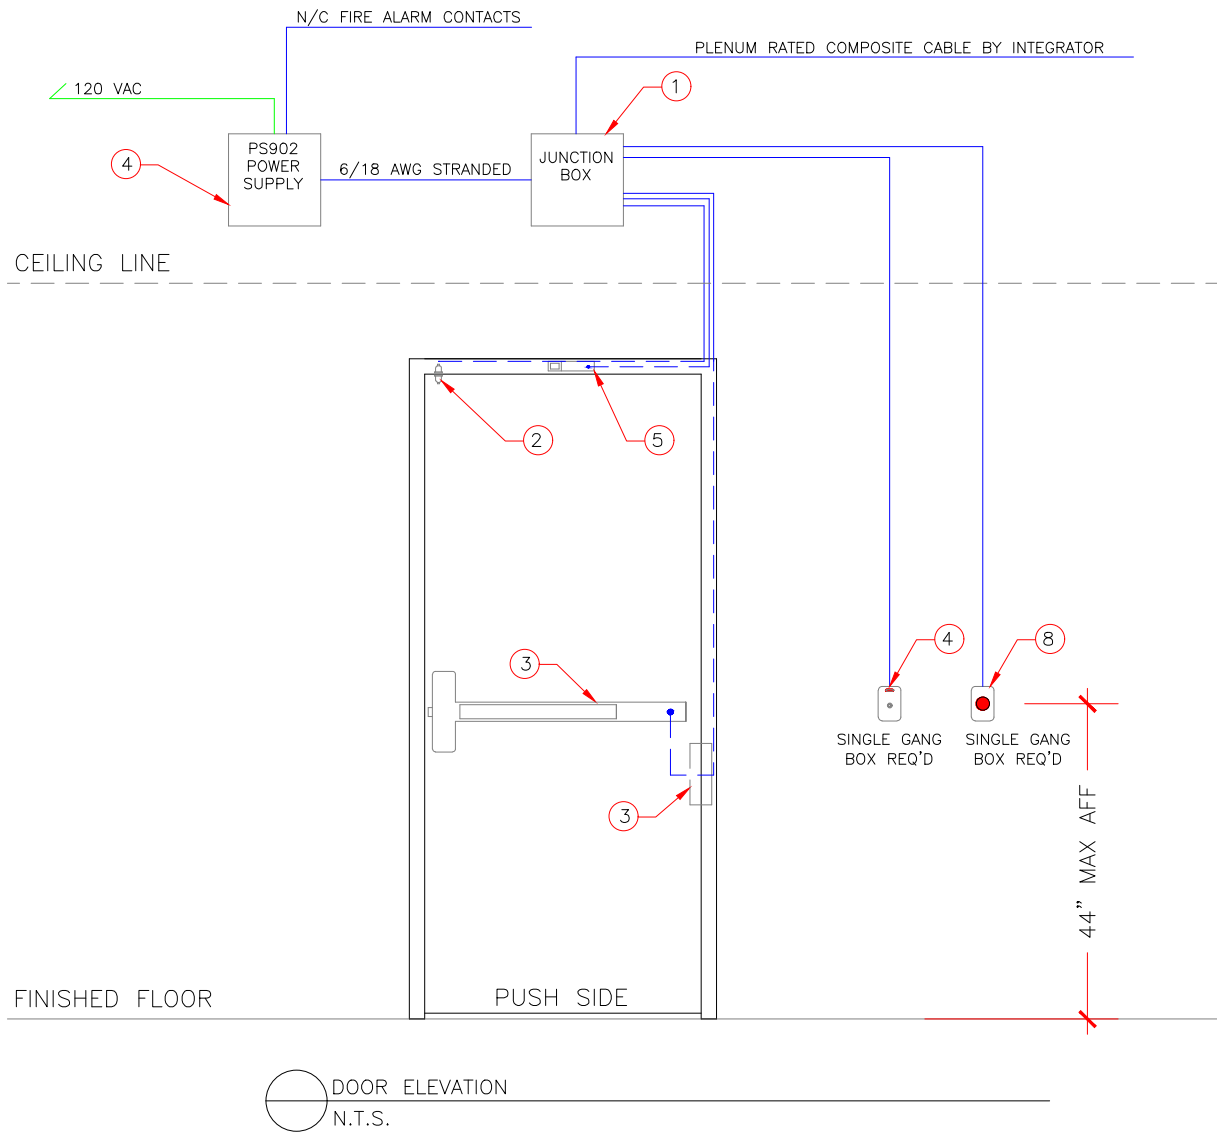 N/C FIRE ALARM CONTACTS
PLENUM RATED COMPOSITE CABLE BY INTEGRATOR
120 VAC
1
PS902
POWER
SUPPLY
4
6/18 AWG STRANDED
JUNCTION
BOX
CEILING LINE
2
5
3
4
8
SINGLE GANG
BOX REQ'D
SINGLE GANG
BOX REQ'D
3
44" MAX AFF
FINISHED FLOOR
PUSH SIDE
DOOR ELEVATION
N.T.S.